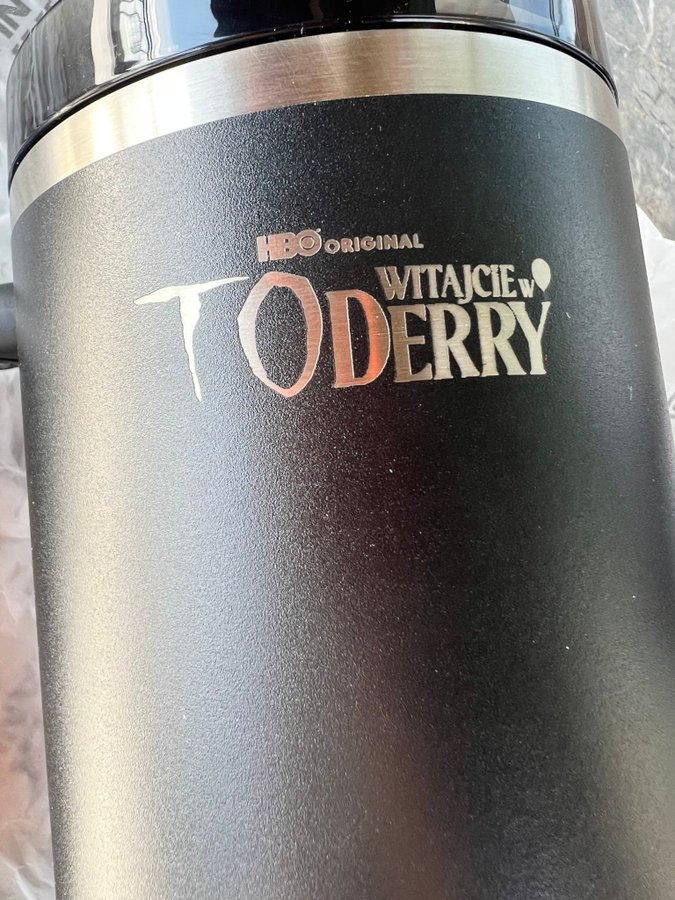 HBO ORIGINAL
TO WITAJCIE w
DERRY